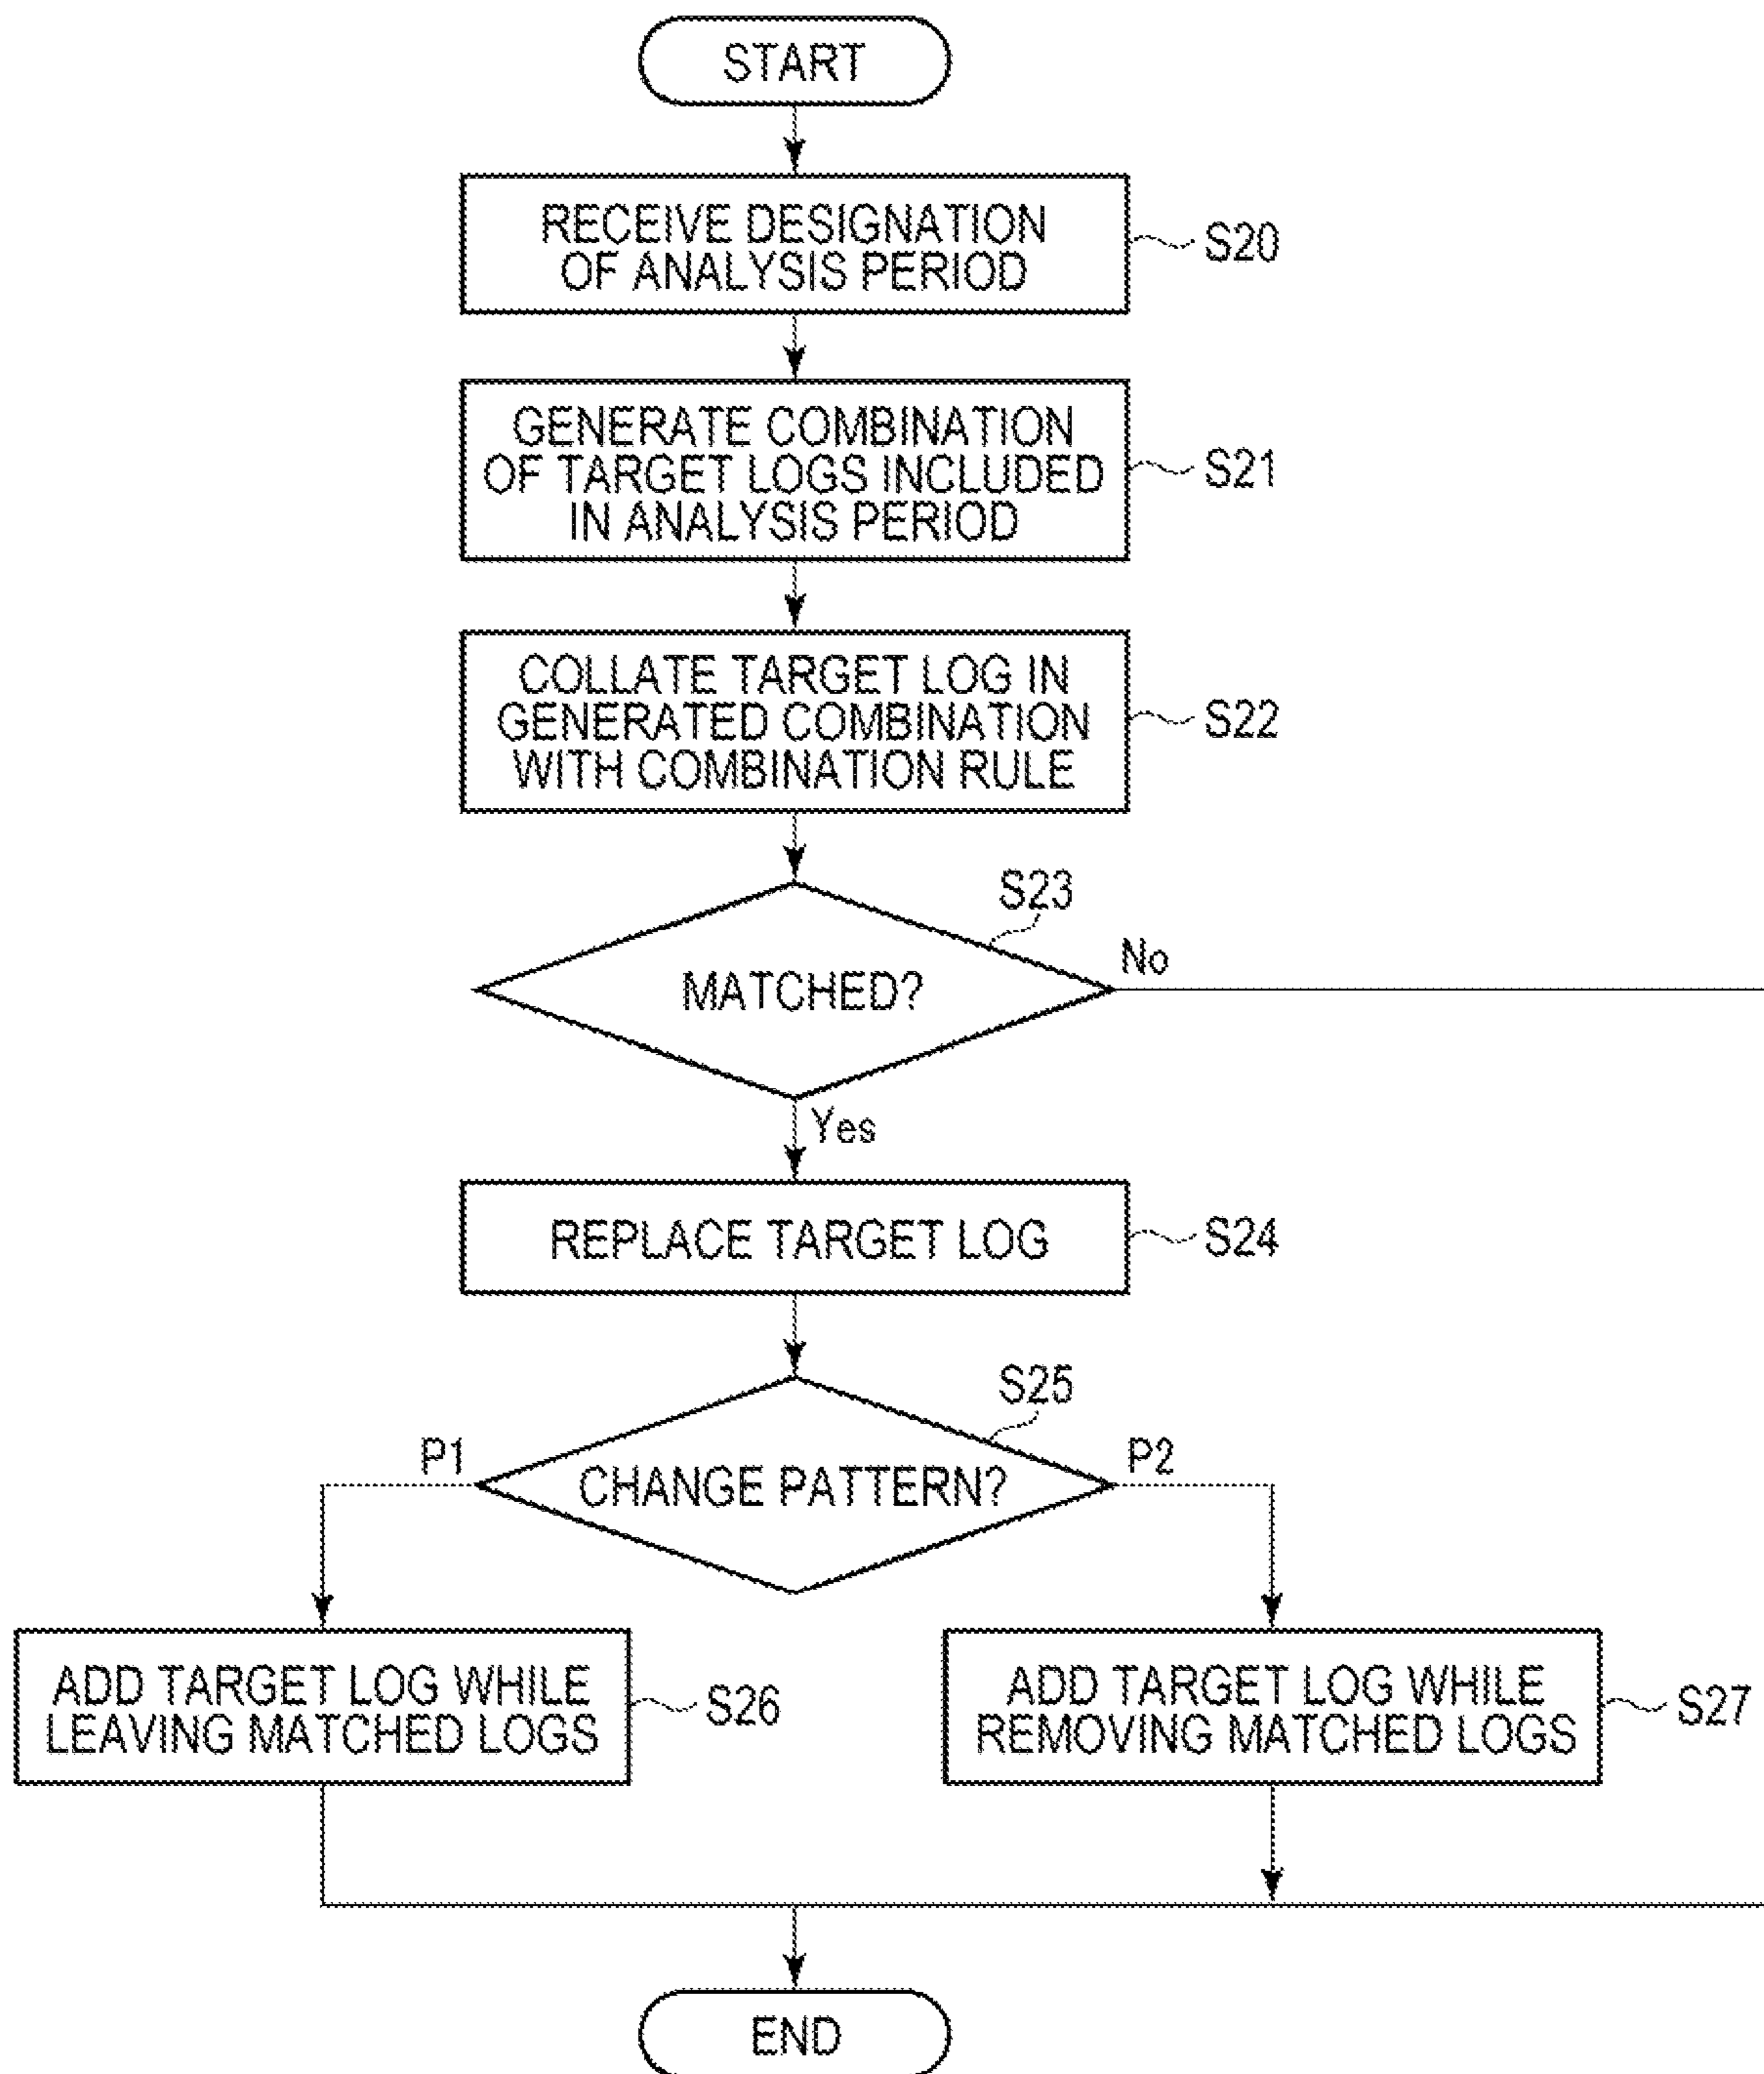 START
RECEIVE DESIGNATION
OF ANALYSIS PERIOD
S20
GENERATE COMBINATION
OF TARGET LOGS INCLUDED
IN ANALYSIS PERIOD
S21
COLLATE TARGET LOG IN
GENERATED COMBINATION
WITH COMBINATION RULE
S22
S23
MATCHED?
No
Yes
REPLACE TARGET LOG
S24
S25
CHANGE PATTERN?
P1
P2
ADD TARGET LOG WHILE
LEAVING MATCHED LOGS
S26
ADD TARGET LOG WHILE
REMOVING MATCHED LOGS
S27
END